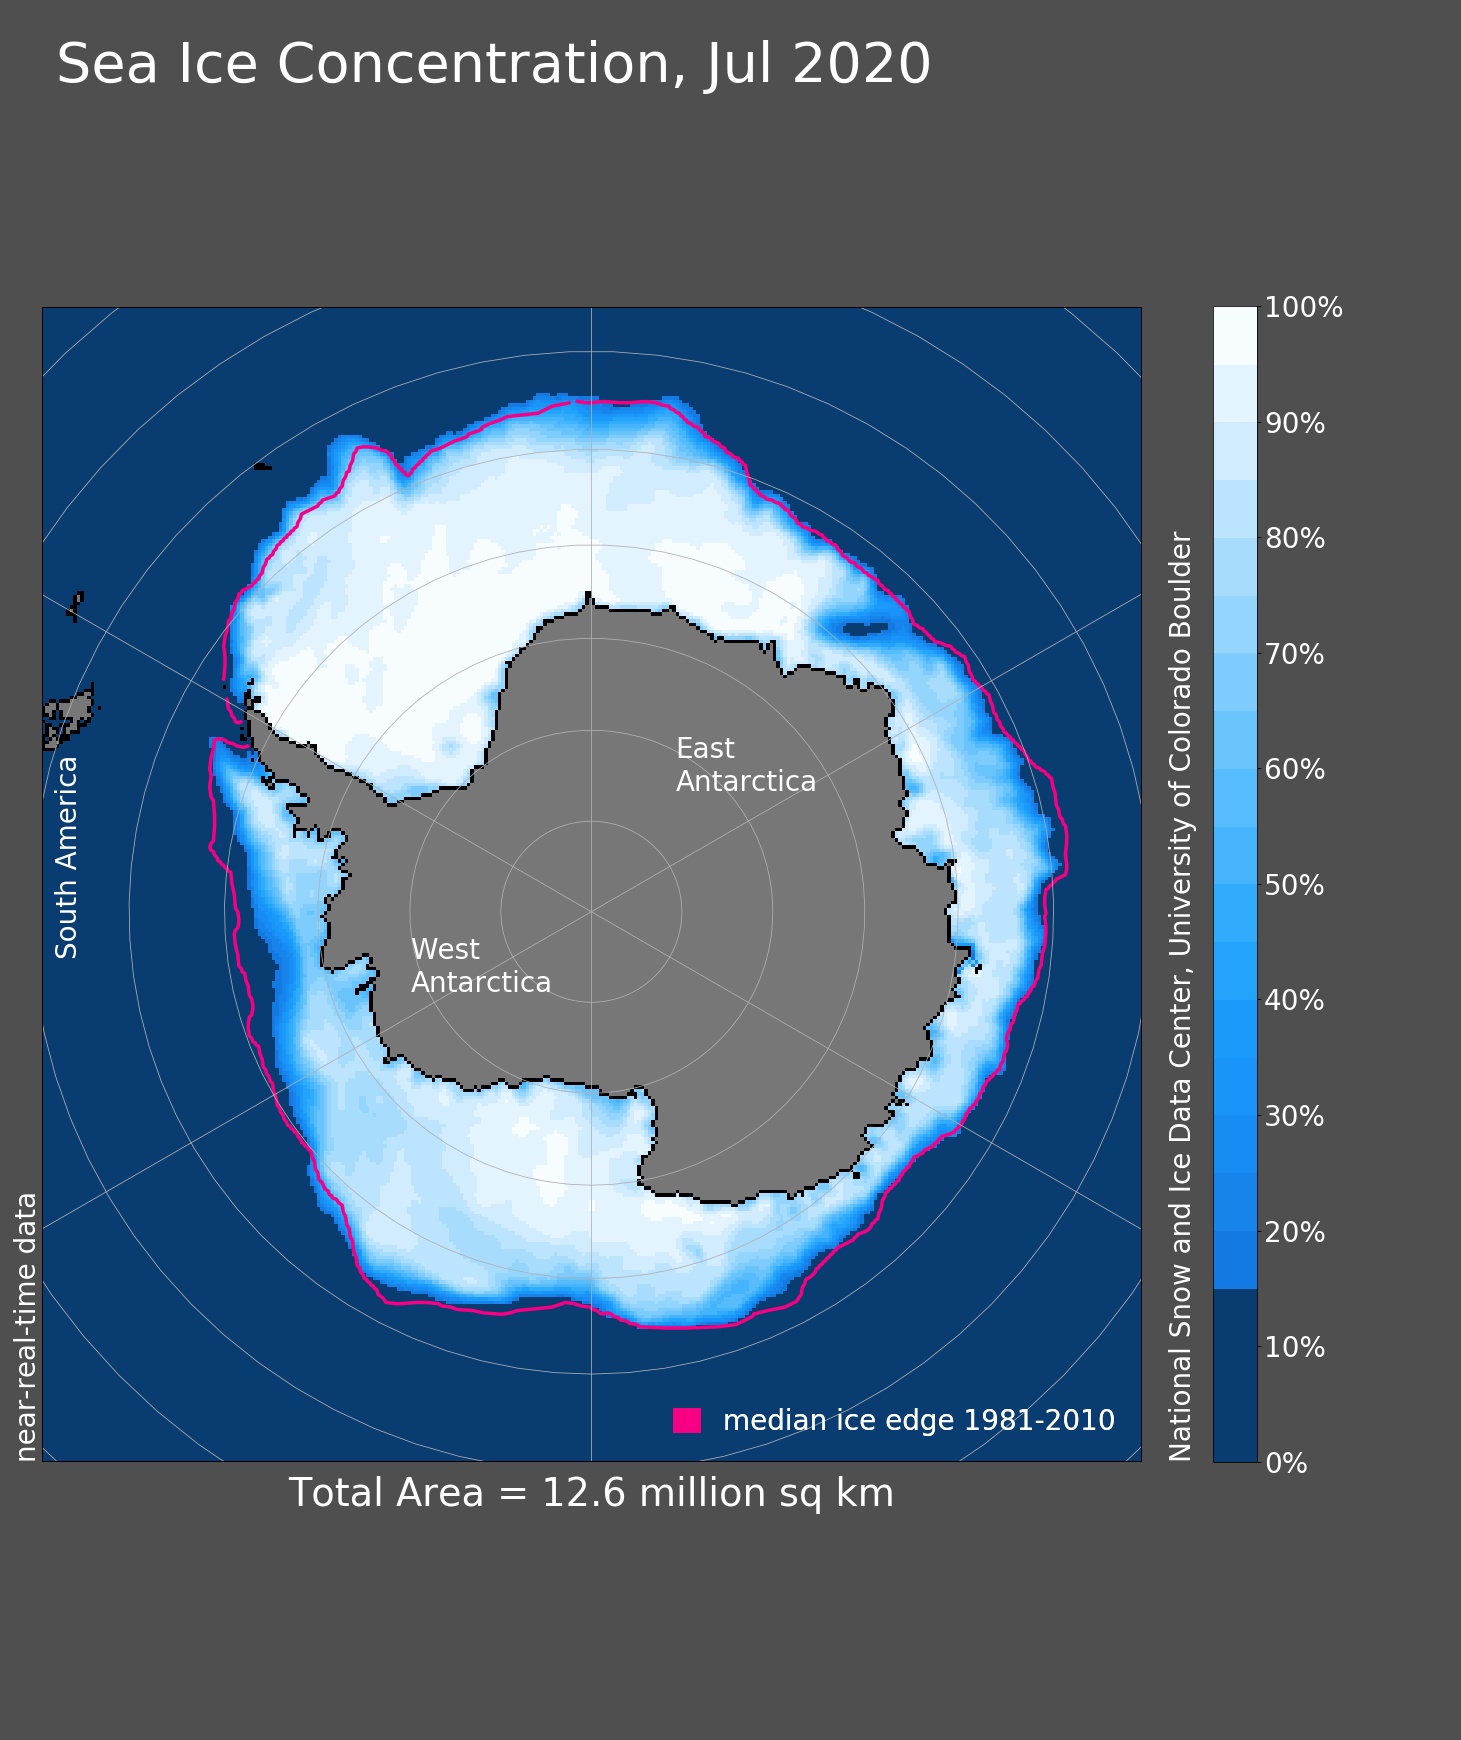 Sea Ice Concentration, Jul 2020
100%
90%
80%
70%
60%
50%
40%
30%
20%
10%
0%
East
Antarctica
West
Antarctica
South America
near-real-time data
National Snow and Ice Data Center, University of Colorado Boulder
median ice edge 1981-2010
Total Area = 12.6 million sq km